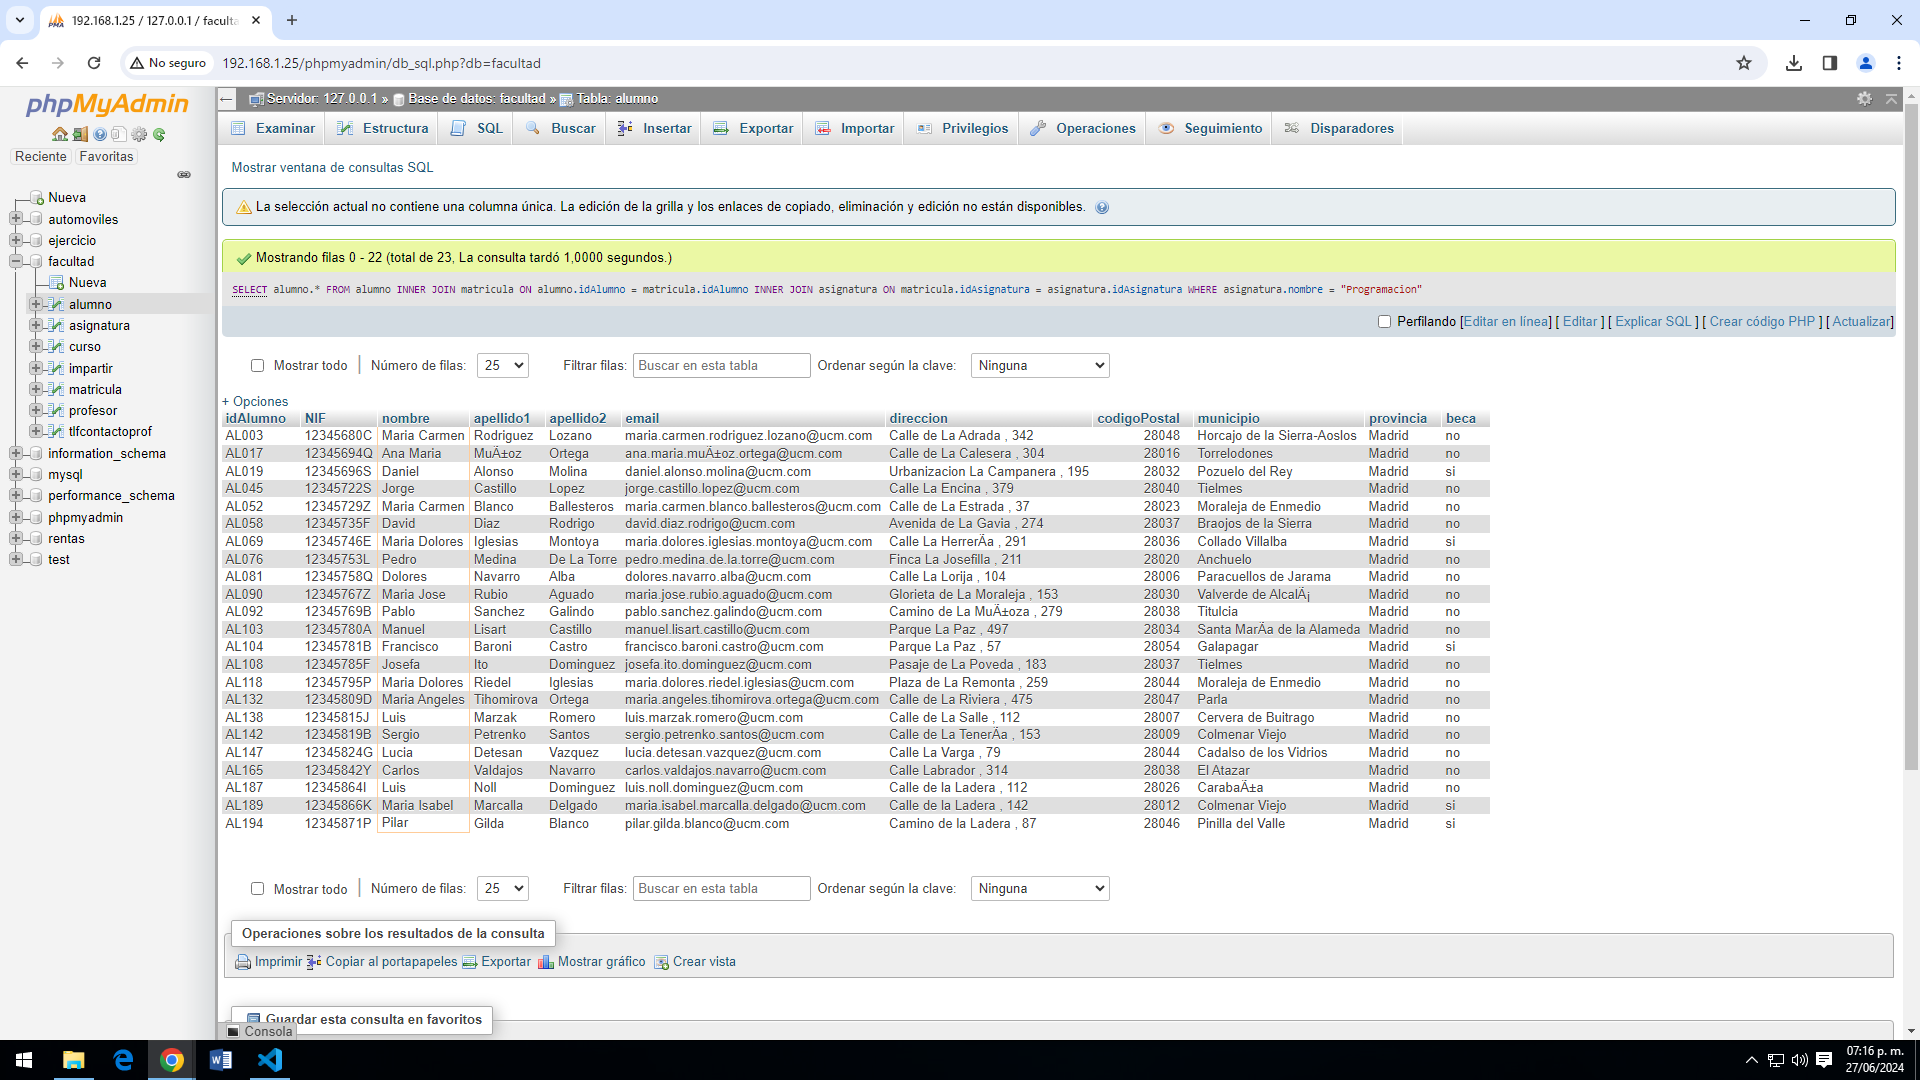 192.168.1.25 / 127.0.0.1 / faculta
No seguro 192.168.1.25/phpmyadmin/db_sql.php?db=facultad
phpMyAdmin
Reciente Favoritas
Nueva
automoviles
ejercicio
facultad
Nueva
alumno
asignatura
curso
impartir
matricula
profesor
tlfcontactoprof
information_schema
mysql
performance_schema
phpmyadmin
rentas
test
Servidor: 127.0.0.1 » Base de datos: facultad » Tabla: alumno
Examinar Estructura SQL Buscar Insertar Exportar Importar Privilegios Operaciones Seguimiento Disparadores
Mostrar ventana de consultas SQL
La selección actual no contiene una columna única. La edición de la grilla y los enlaces de copiado, eliminación y edición no están disponibles.
Mostrando filas 0 - 22 (total de 23, La consulta tardó 1,0000 segundos.)
SELECT alumno.* FROM alumno INNER JOIN matricula ON alumno.idAlumno = matricula.idAlumno INNER JOIN asignatura ON matricula.idAsignatura = asignatura.idAsignatura WHERE asignatura.nombre = "Programacion"
Perfilando [Editar en línea] [ Editar ] [ Explicar SQL ] [ Crear código PHP ] [ Actualizar]
Mostrar todo | Número de filas: 25 Filtrar filas: Buscar en esta tabla Ordenar según la clave: Ninguna
+ Opciones
idAlumno NIF nombre apellido1 apellido2 email direccion codigoPostal municipio provincia beca
AL003 12345680C Maria Carmen Rodriguez Lozano maria.carmen.rodriguez.lozano@ucm.com Calle de La Adrada , 342 28048 Horcajo de la Sierra-Aoslos Madrid no
AL017 12345694Q Ana Maria MuÃ±oz Ortega ana.maria.muÃ±oz.ortega@ucm.com Calle de La Calesera , 304 28016 Torrelodones Madrid no
AL019 12345696S Daniel Alonso Molina daniel.alonso.molina@ucm.com Urbanizacion La Campanera , 195 28032 Pozuelo del Rey Madrid si
AL045 12345722S Jorge Castillo Lopez jorge.castillo.lopez@ucm.com Calle La Encina , 379 28040 Tielmes Madrid no
AL052 12345729Z Maria Carmen Blanco Ballesteros maria.carmen.blanco.ballesteros@ucm.com Calle de La Estrada , 37 28023 Moraleja de Enmedio Madrid no
AL058 12345735F David Diaz Rodrigo david.diaz.rodrigo@ucm.com Avenida de La Gavia , 274 28037 Braojos de la Sierra Madrid no
AL069 12345746E Maria Dolores Iglesias Montoya maria.dolores.iglesias.montoya@ucm.com Calle La HerrerÃa , 291 28036 Collado Villalba Madrid si
AL076 12345753L Pedro Medina De La Torre pedro.medina.de.la.torre@ucm.com Finca La Josefilla , 211 28020 Anchuelo Madrid no
AL081 12345758Q Dolores Navarro Alba dolores.navarro.alba@ucm.com Calle La Lorija , 104 28006 Paracuellos de Jarama Madrid no
AL090 12345767Z Maria Jose Rubio Aguado maria.jose.rubio.aguado@ucm.com Glorieta de La Moraleja , 153 28030 Valverde de AlcalÃ¡ Madrid no
AL092 12345769B Pablo Sanchez Galindo pablo.sanchez.galindo@ucm.com Camino de La MuÃ±oza , 279 28038 Titulcia Madrid no
AL103 12345780A Manuel Lisart Castillo manuel.lisart.castillo@ucm.com Parque La Paz , 497 28034 Santa MarÃa de la Alameda Madrid no
AL104 12345781B Francisco Baroni Castro francisco.baroni.castro@ucm.com Parque La Paz , 57 28054 Galapagar Madrid si
AL108 12345785F Josefa Ito Dominguez josefa.ito.dominguez@ucm.com Pasaje de La Poveda , 183 28037 Tielmes Madrid no
AL118 12345795P Maria Dolores Riedel Iglesias maria.dolores.riedel.iglesias@ucm.com Plaza de La Remonta , 259 28044 Moraleja de Enmedio Madrid no
AL132 12345809D Maria Angeles Tihomirova Ortega maria.angeles.tihomirova.ortega@ucm.com Calle de La Riviera , 475 28047 Parla Madrid no
AL138 12345815J Luis Marzak Romero luis.marzak.romero@ucm.com Calle de La Salle , 112 28007 Cervera de Buitrago Madrid no
AL142 12345819B Sergio Petrenko Santos sergio.petrenko.santos@ucm.com Calle de La TenerÃa , 153 28009 Colmenar Viejo Madrid no
AL147 12345824G Lucia Detesan Vazquez lucia.detesan.vazquez@ucm.com Calle La Varga , 79 28044 Cadalso de los Vidrios Madrid no
AL165 12345842Y Carlos Valdajos Navarro carlos.valdajos.navarro@ucm.com Calle Labrador , 314 28038 El Atazar Madrid no
AL187 12345864I Luis Noll Dominguez luis.noll.dominguez@ucm.com Calle de la Ladera , 112 28026 CarabaÃ±a Madrid no
AL189 12345866K Maria Isabel Marcalla Delgado maria.isabel.marcalla.delgado@ucm.com Calle de la Ladera , 142 28012 Colmenar Viejo Madrid si
AL194 12345871P Pilar Gilda Blanco pilar.gilda.blanco@ucm.com Camino de la Ladera , 87 28046 Pinilla del Valle Madrid si
Mostrar todo | Número de filas: 25 Filtrar filas: Buscar en esta tabla Ordenar según la clave: Ninguna
Operaciones sobre los resultados de la consulta
Imprimir Copiar al portapapeles Exportar Mostrar gráfico Crear vista
Guardar esta consulta en favoritos
Consola
07:16 p. m.
27/06/2024